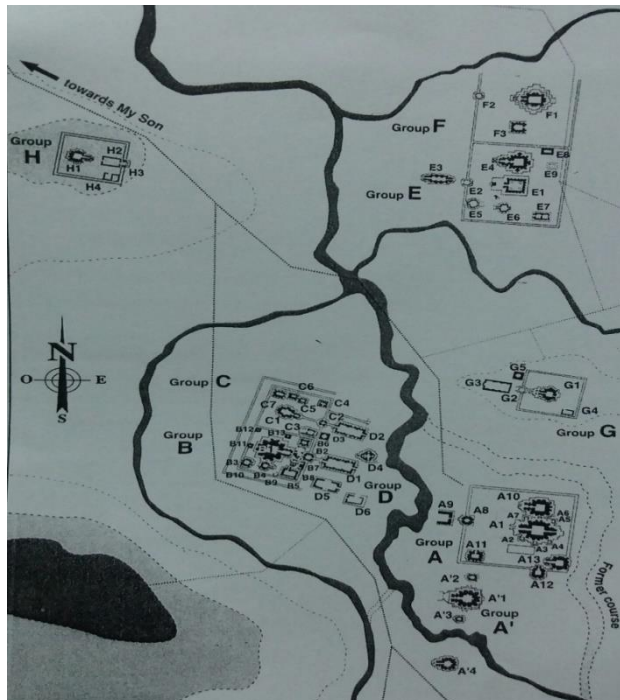 towards My Son
Group
H
H1
H2
H3
H4
Group F
F2
F1
F3
E8
E4
E9
E3
Group E
E2
E1
E5
E6
E7
N
O
E
S
Group C
C6
C7
C5
C4
C1
C2
C3
D3
D2
Group
B
B12
B13
B11
B6
B2
B7
D4
B3
B4
B8
D1
B10
B9
B5
Group
D
D5
D6
G5
G3
G1
G2
G4
Group G
A10
A9
A8
A7
A6
A5
A1
A2
A3
A4
Group
A
A11
A13
A12
A'2
A'1
Group
A'
A'3
A'4
Former course